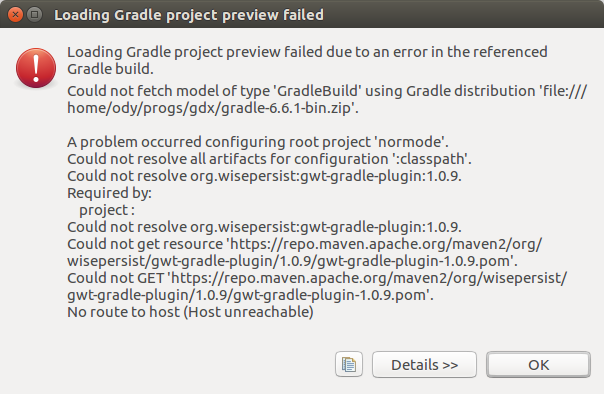 Loading Gradle project preview failed
Loading Gradle project preview failed due to an error in the referenced
Gradle build.
Could not fetch model of type 'GradleBuild' using Gradle distribution 'file:///
home/ody/progs/gdx/gradle-6.6.1-bin.zip'.
A problem occurred configuring root project 'normode'.
Could not resolve all artifacts for configuration ':classpath'.
Could not resolve org.wisepersist:gwt-gradle-plugin:1.0.9.
Required by:
project :
Could not resolve org.wisepersist:gwt-gradle-plugin:1.0.9.
Could not get resource 'https://repo.maven.apache.org/maven2/org/
wisepersist/gwt-gradle-plugin/1.0.9/gwt-gradle-plugin-1.0.9.pom'.
Could not GET 'https://repo.maven.apache.org/maven2/org/wisepersist/
gwt-gradle-plugin/1.0.9/gwt-gradle-plugin-1.0.9.pom'.
No route to host (Host unreachable)
Details >>
OK